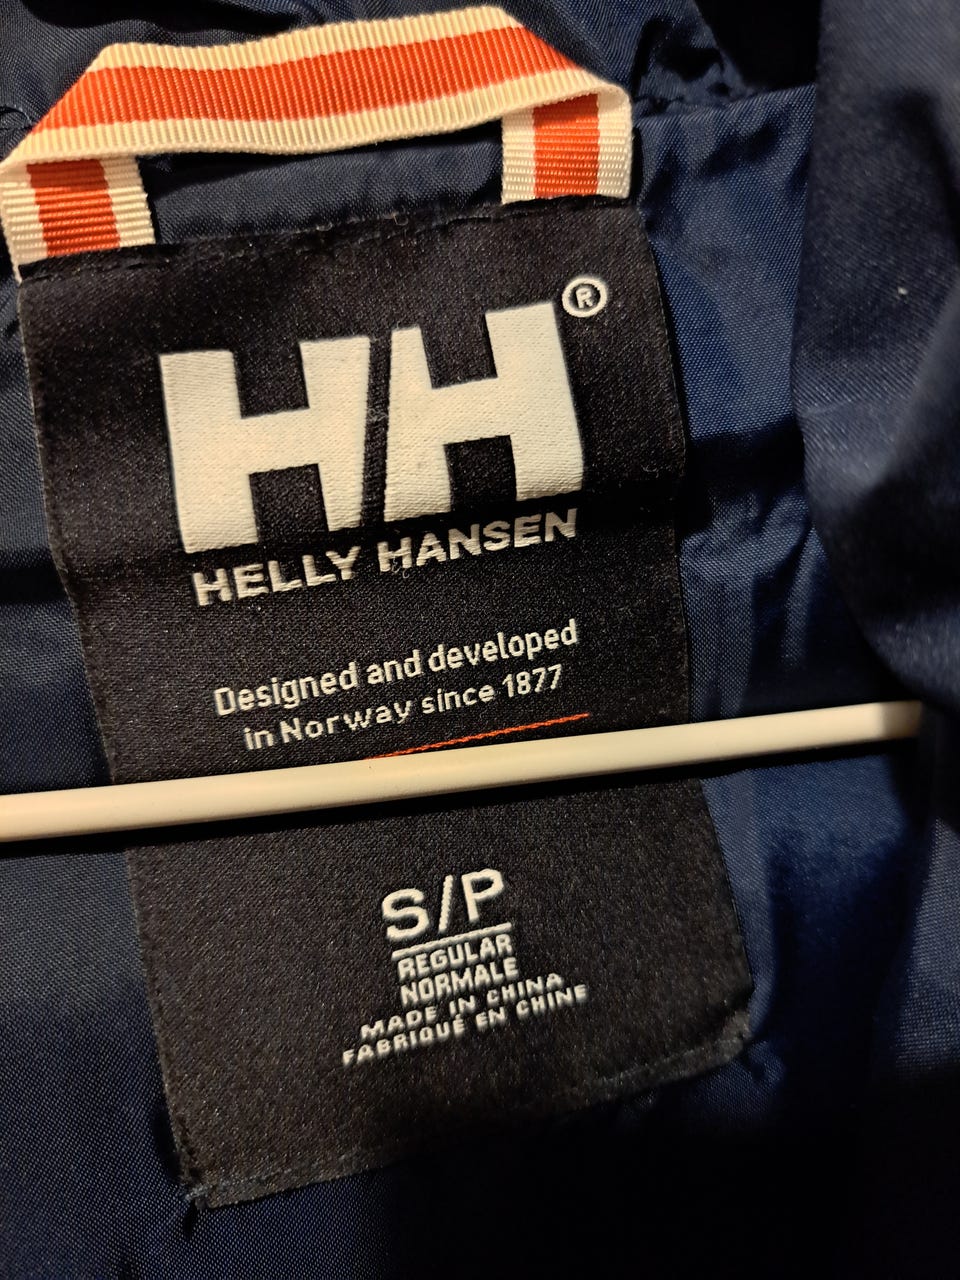 HH®
HELLY HANSEN
Designed and developed
in Norway since 1877
S/P
REGULAR
NORMALE
MADE IN CHINA
FABRIQUÉ EN CHINE